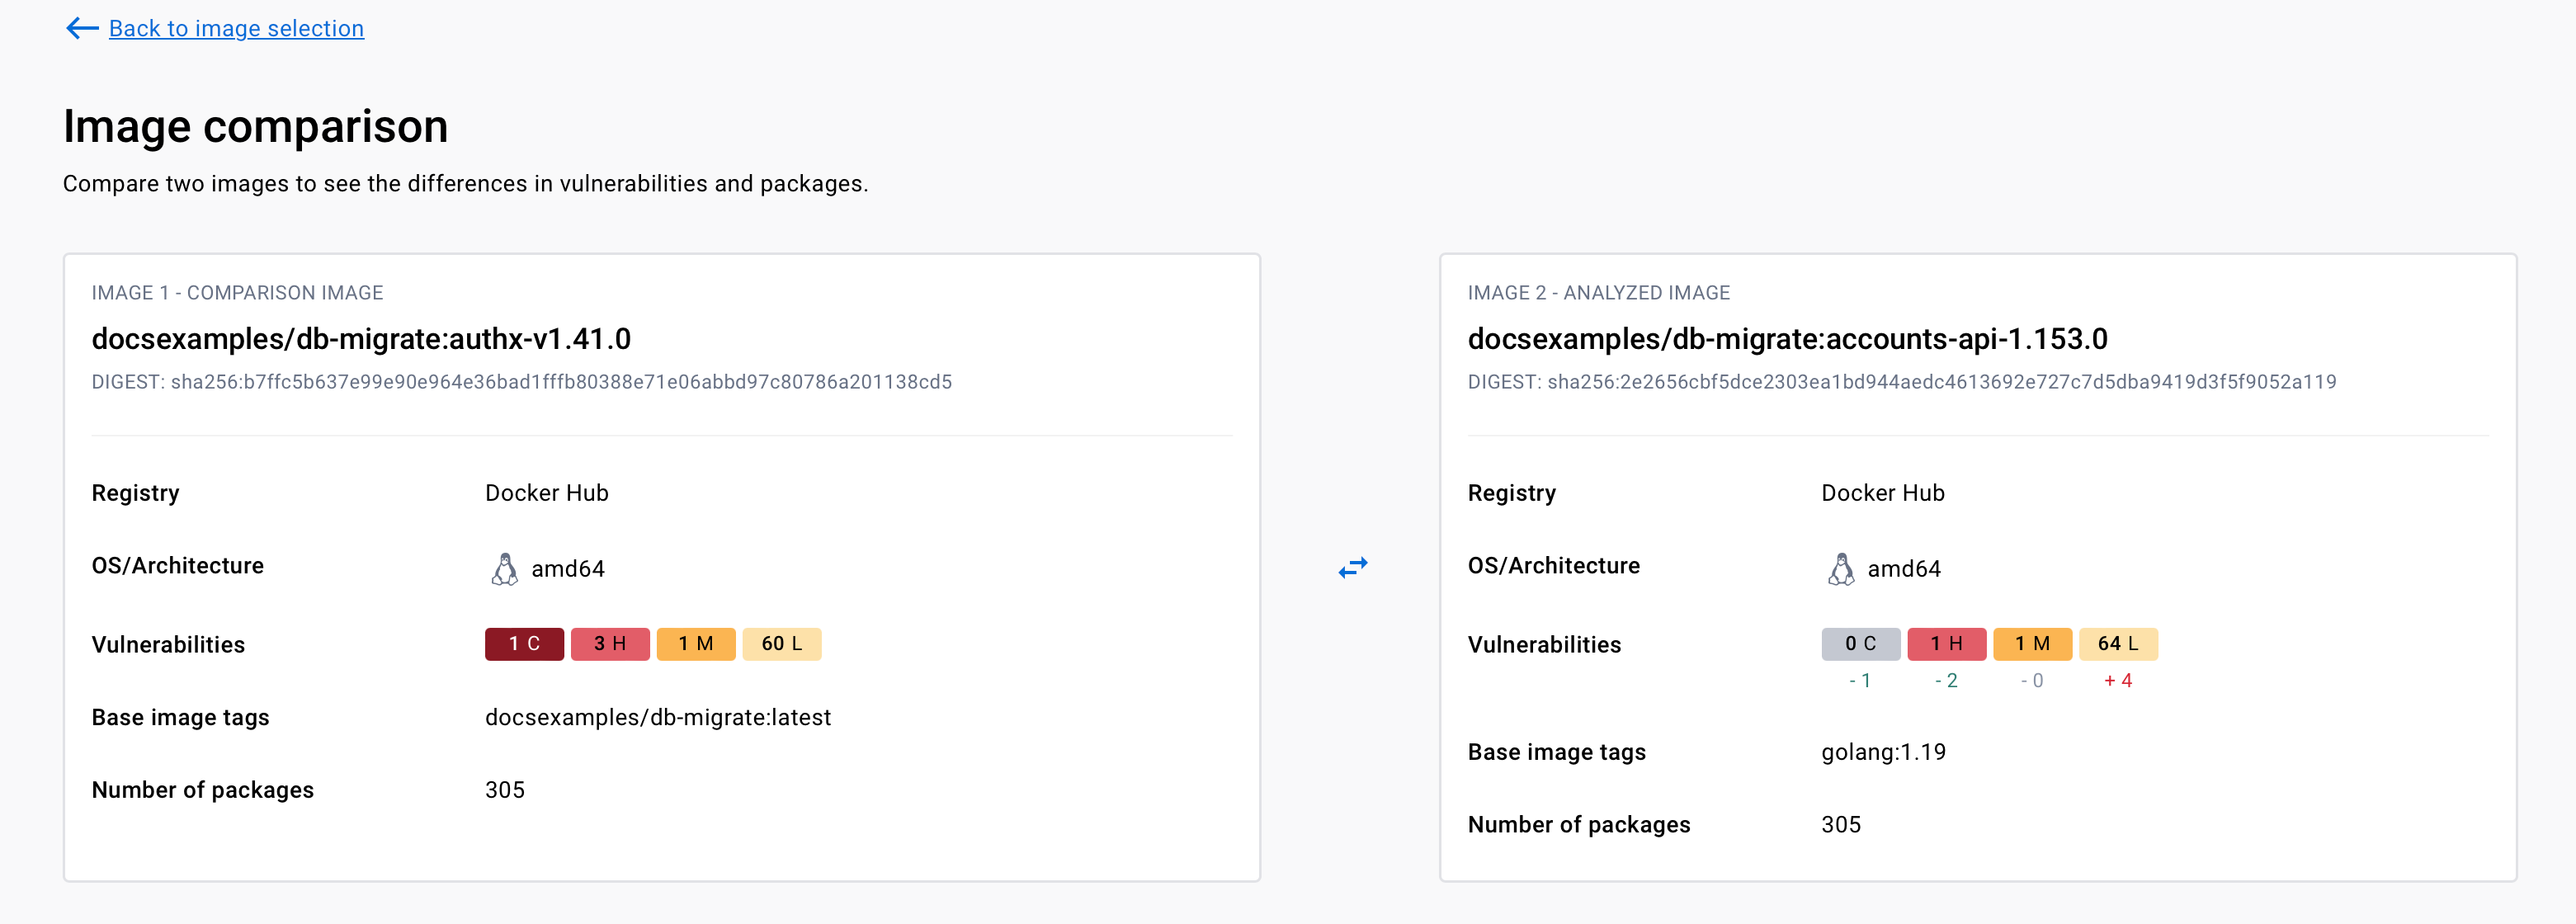 Back to image selection
Image comparison
Compare two images to see the differences in vulnerabilities and packages.
IMAGE 1 - COMPARISON IMAGE
docsexamples/db-migrate:authx-v1.41.0
DIGEST: sha256:b7ffc5b637e99e90e964e36bad1fffb80388e71e06abbd97c80786a201138cd5
Registry Docker Hub
OS/Architecture amd64
Vulnerabilities 1 C 3 H 1 M 60 L
Base image tags docsexamples/db-migrate:latest
Number of packages 305
IMAGE 2 - ANALYZED IMAGE
docsexamples/db-migrate:accounts-api-1.153.0
DIGEST: sha256:2e2656cbf5dce2303ea1bd944aedc4613692e727c7d5dba9419d3f5f9052a119
Registry Docker Hub
OS/Architecture amd64
Vulnerabilities 0 C 1 H 1 M 64 L
- 1 - 2 - 0 + 4
Base image tags golang:1.19
Number of packages 305